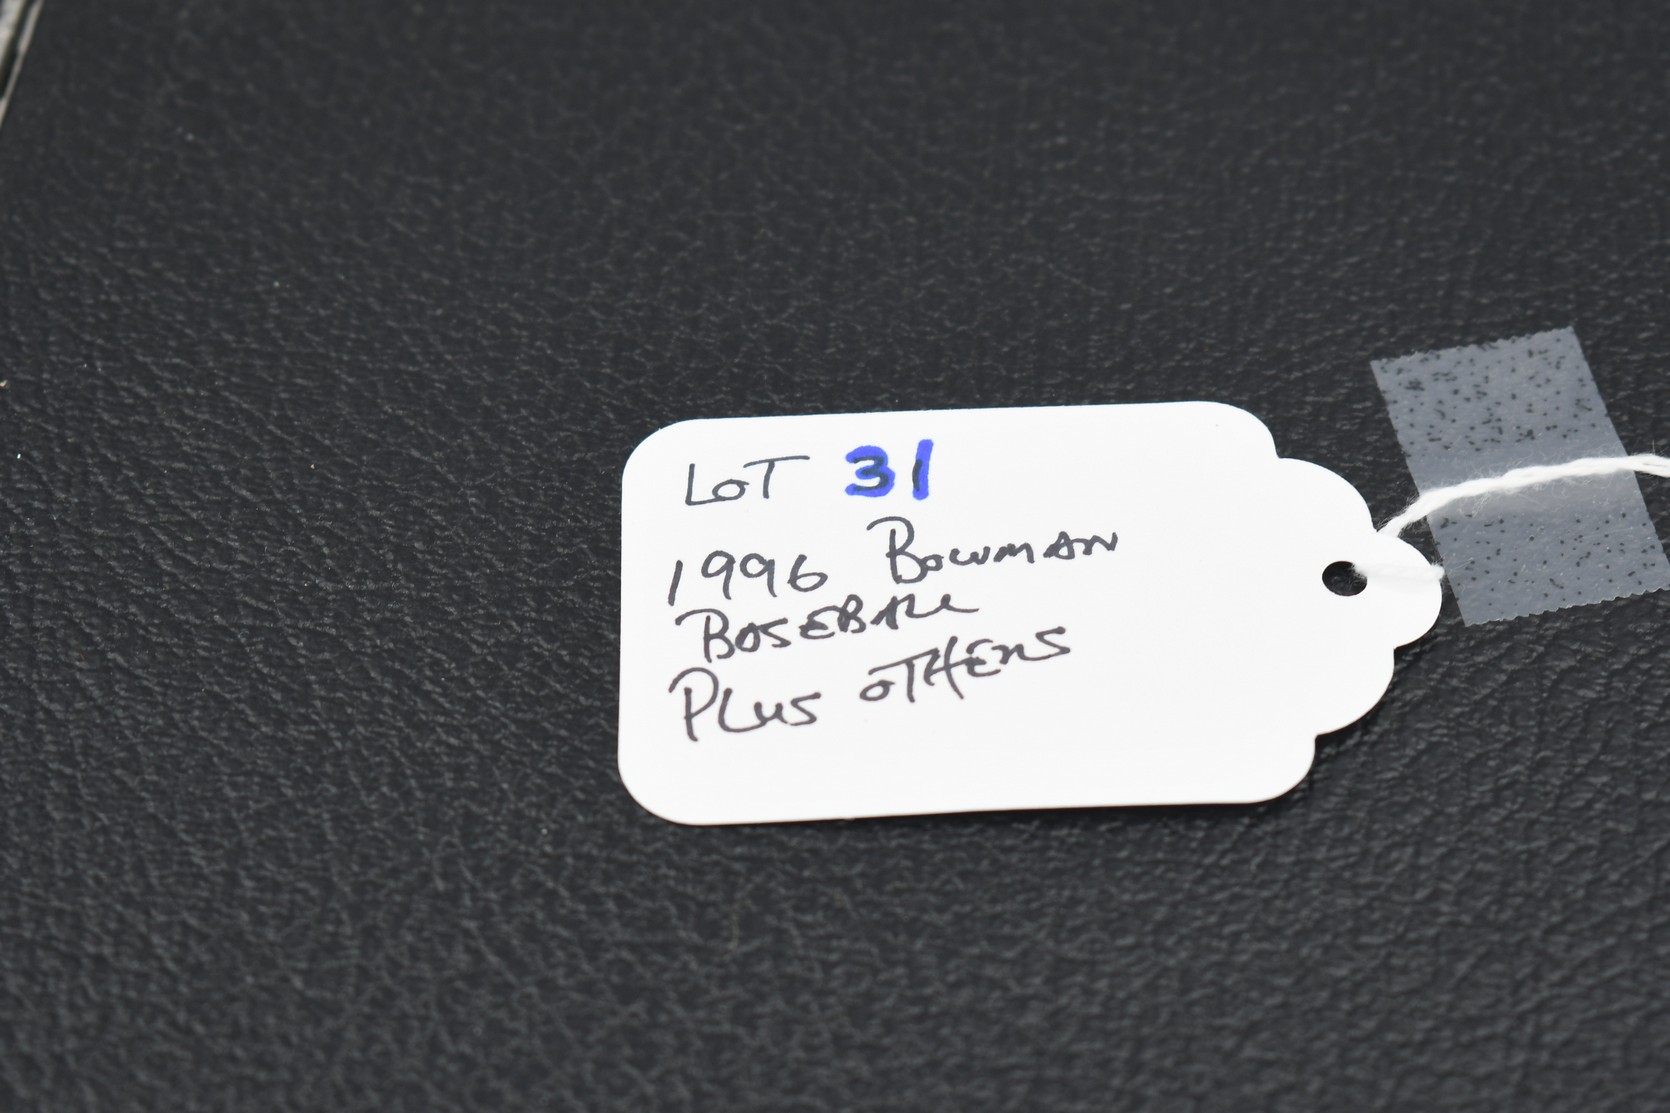 LOT 31
1996 BOWMAN
BASEBALL
PLUS OTHERS